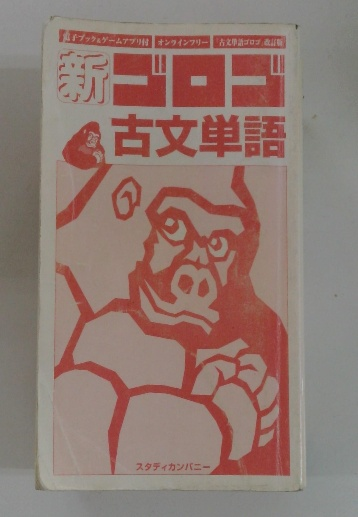 電子ブック&ゲームアプリ付 オンラインフリー 「古文単語ゴロゴ」改訂版
新 ゴロゴ
古文単語
スタディカンパニー